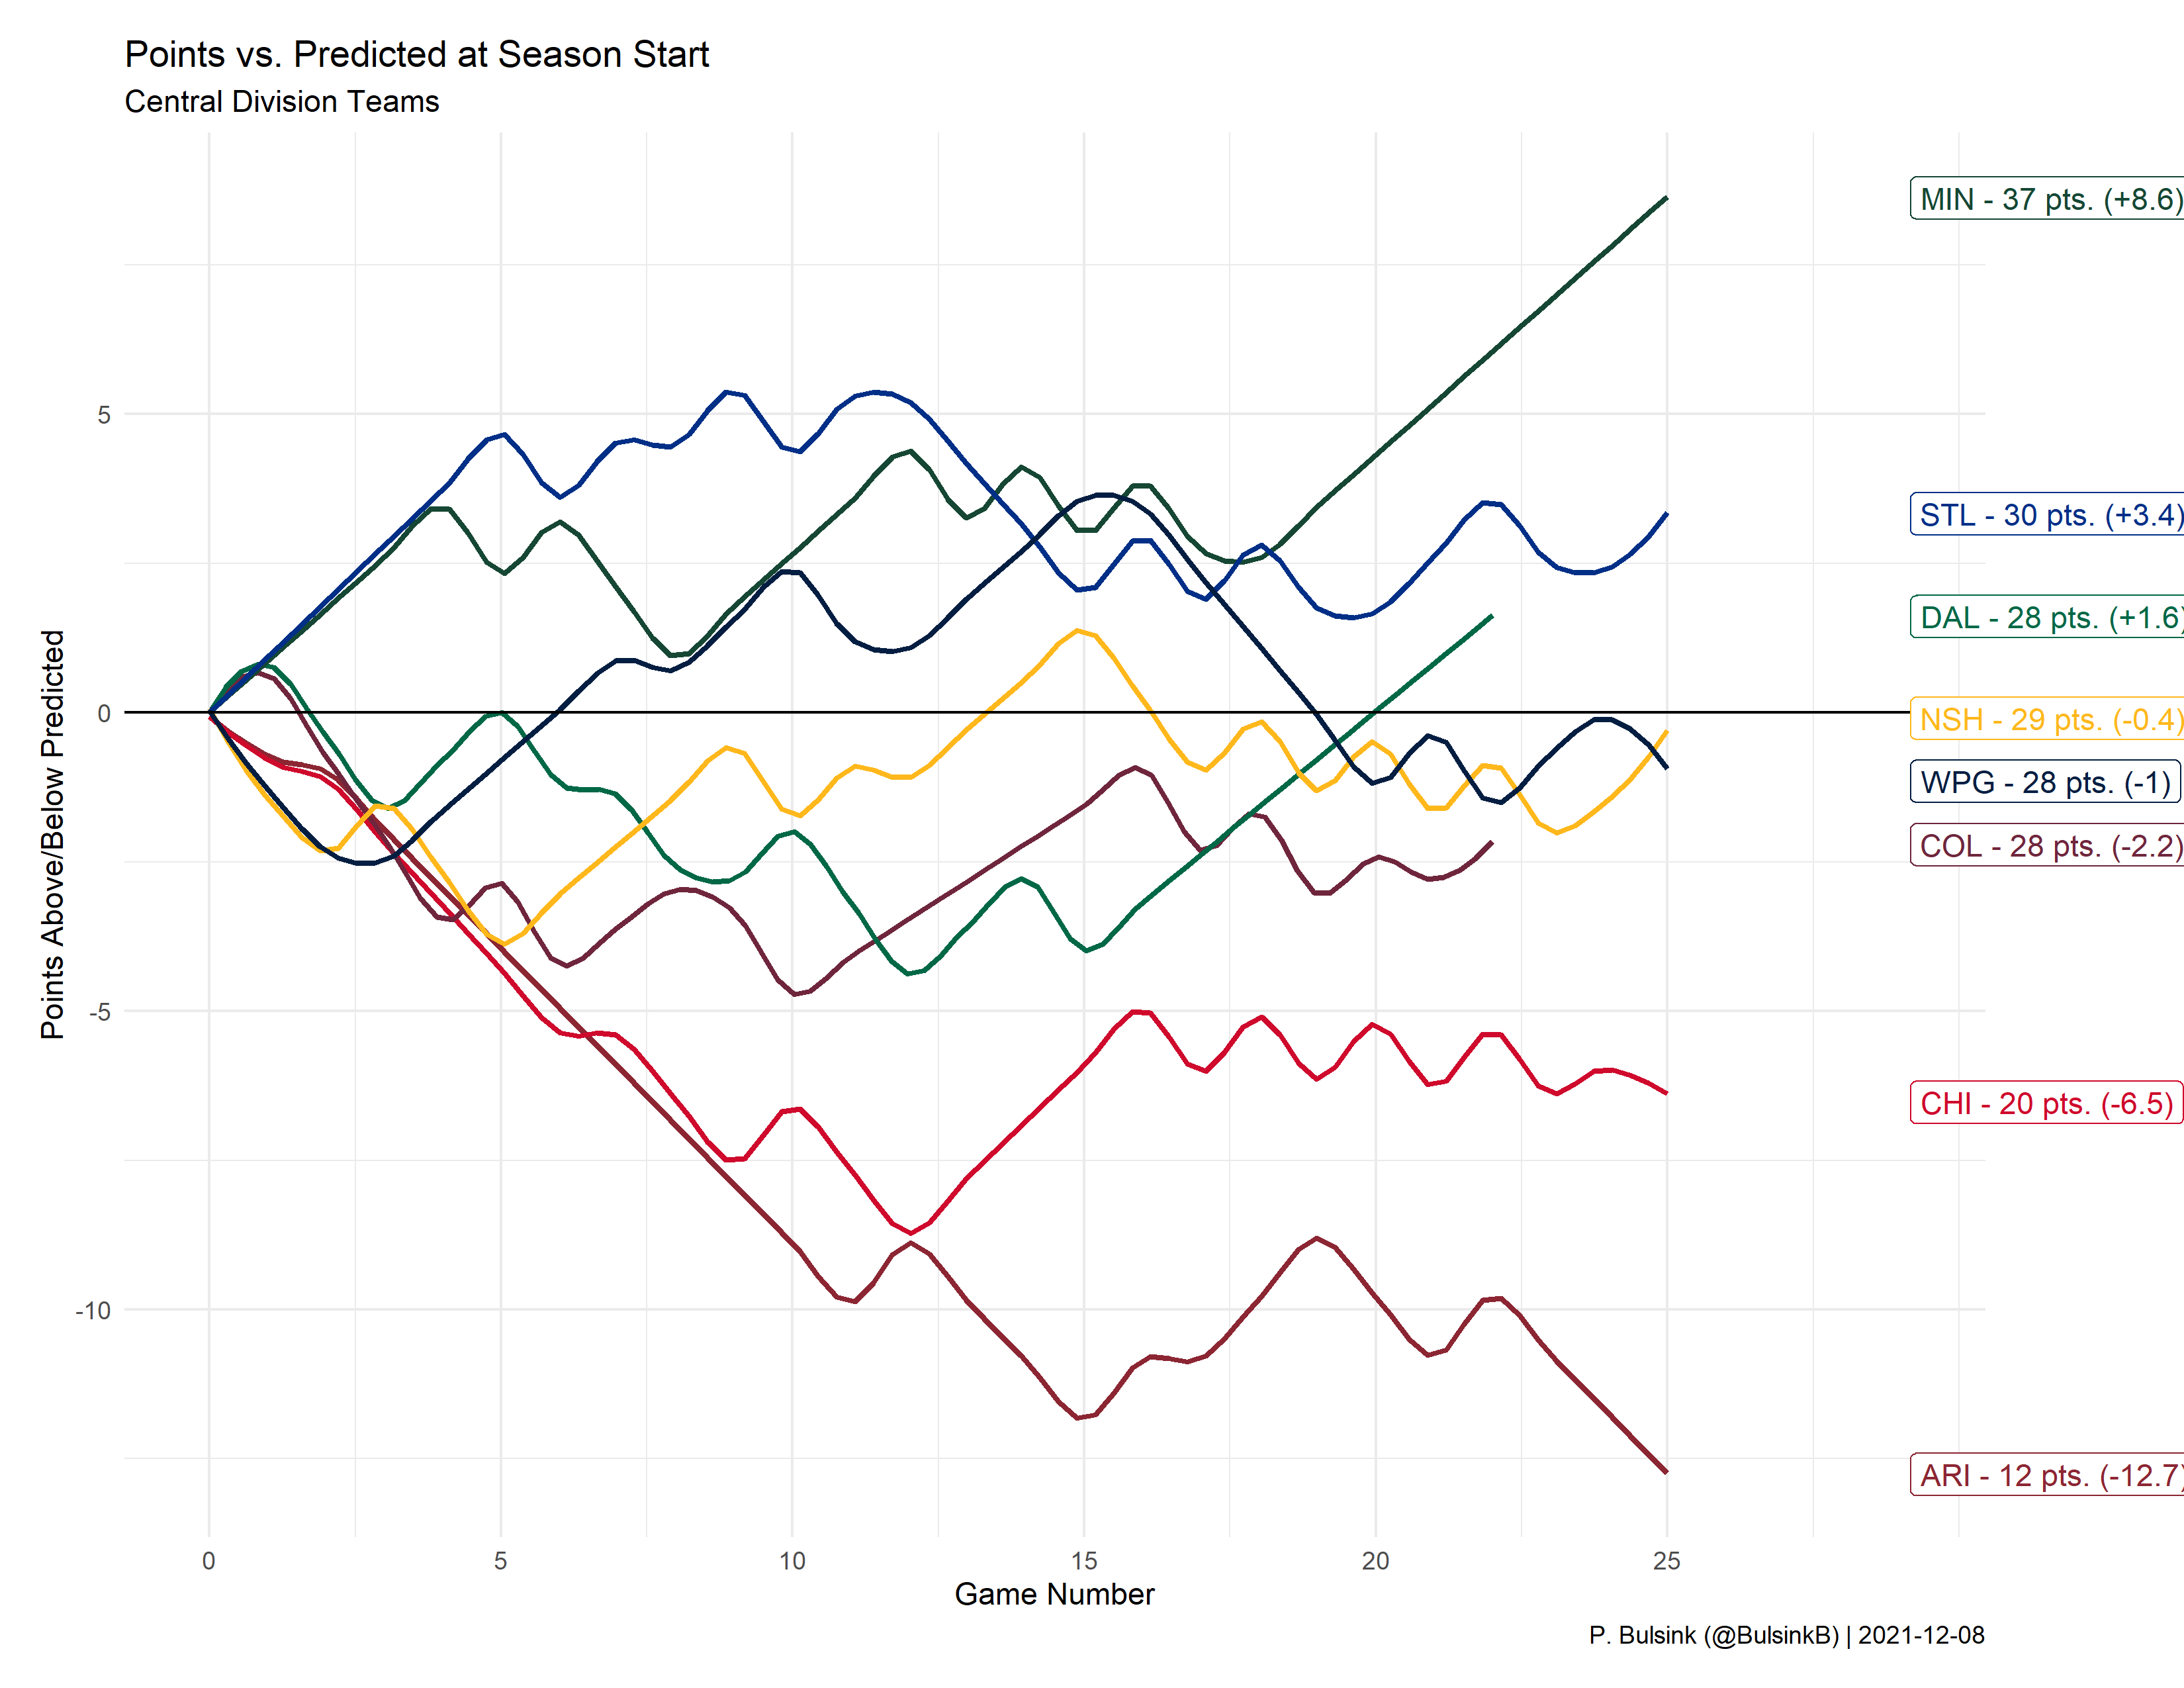 Points vs. Predicted at Season Start
Central Division Teams
Points Above/Below Predicted
5
0
-5
-10
MIN - 37 pts. (+8.6)
STL - 30 pts. (+3.4)
DAL - 28 pts. (+1.6)
NSH - 29 pts. (-0.4)
WPG - 28 pts. (-1)
COL - 28 pts. (-2.2)
CHI - 20 pts. (-6.5)
ARI - 12 pts. (-12.7)
0 5 10 15 20 25
Game Number
P. Bulsink (@BulsinkB) | 2021-12-08